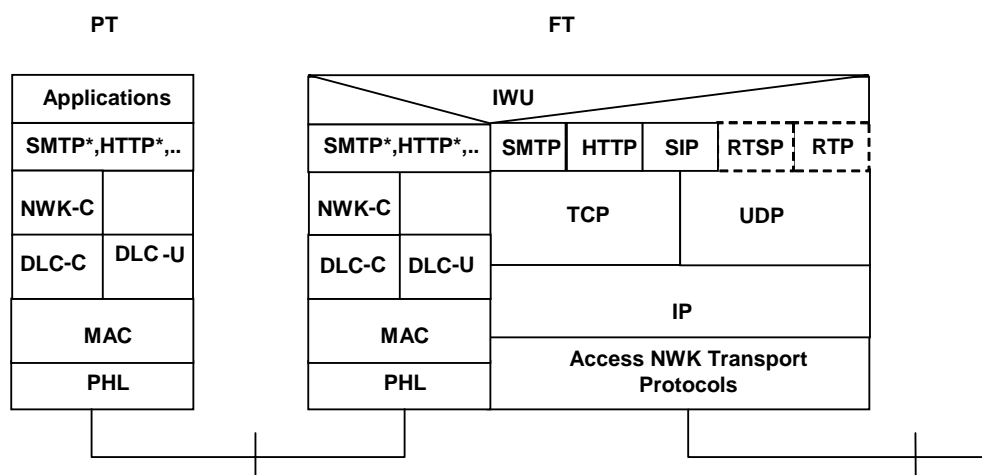 PT
FT
Applications
IWU
SMTP*,HTTP*,..
SMTP*,HTTP*,..
SMTP
HTTP
SIP
RTSP
RTP
NWK-C
NWK-C
TCP
UDP
DLC-C
DLC-U
DLC-C
DLC-U
MAC
MAC
IP
PHL
PHL
Access NWK Transport
Protocols